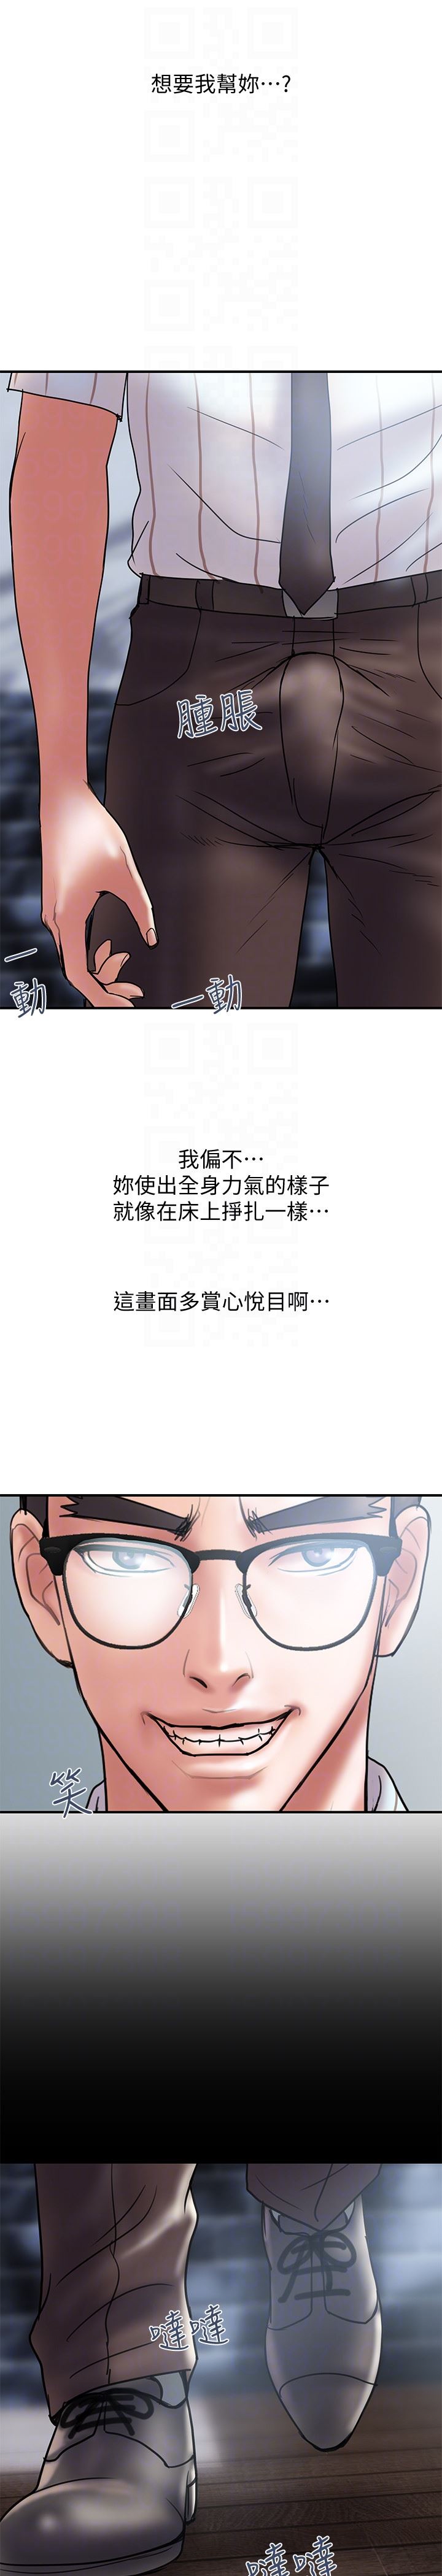 想要我幫妳⋯?
腫脹
一動
一動
我偏不⋯
妳使出全身力氣的樣子
就像在床上掙扎一樣⋯
這畫面多賞心悅目啊⋯
笑
噠噠
噠噠